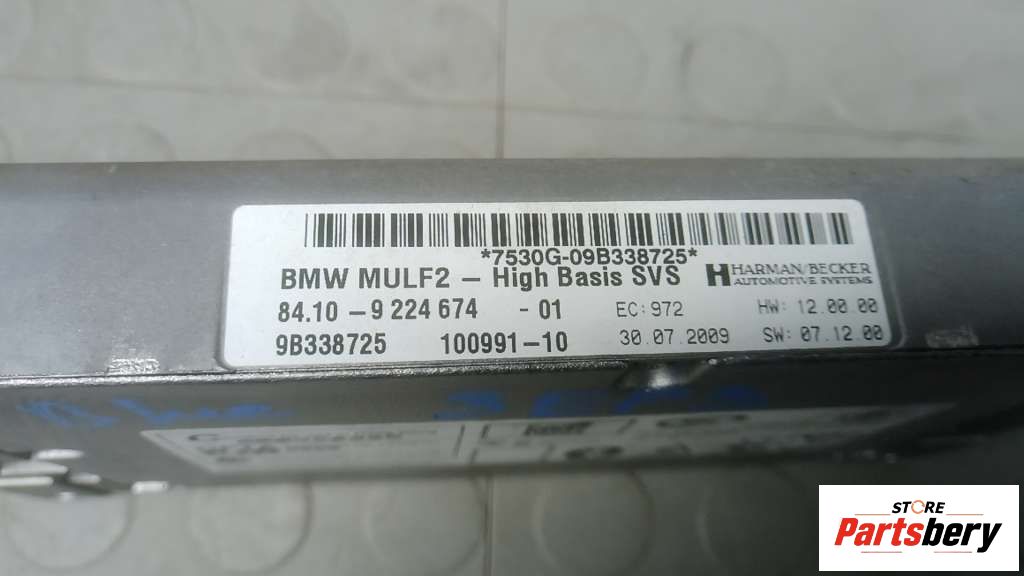 *7530G-09B338725*
BMW MULF2 – High Basis SVS
HARMAN/BECKER
AUTOMOTIVE SYSTEMS
84.10 – 9 224 674 - 01 EC:972 HW: 12.00.00
9B338725 100991-10 30.07.2009 SW: 07.12.00
STORE
Partsbery